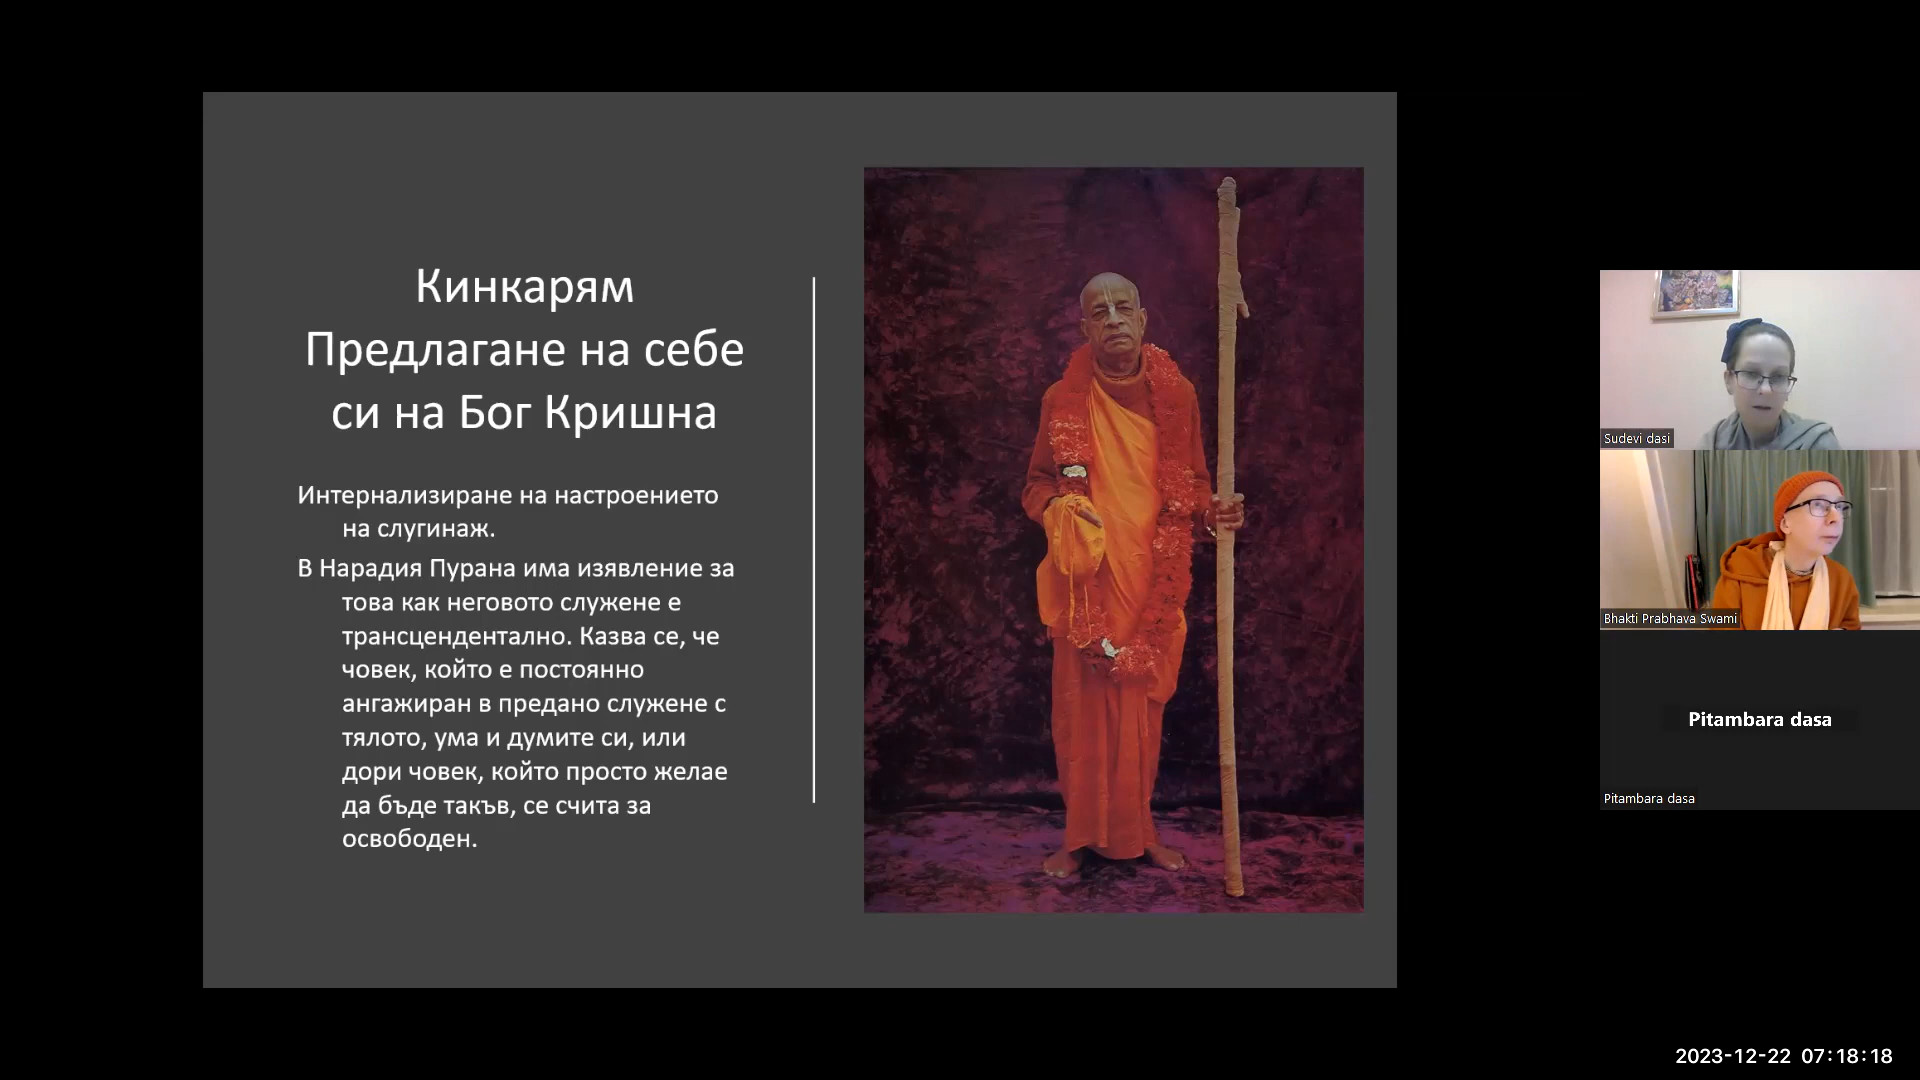 Кинкарям
Предлагане на себе
си на Бог Кришна
Интернализиране на настроението
на слугинаж.
В Нарадия Пурана има изявление за
това как неговото служене е
трансцендентално. Казва се, че
човек, който е постоянно
ангажиран в предано служене с
тялото, ума и думите си, или
дори човек, който просто желае
да бъде такъв, се счита за
освободен.
Sudevi dasi
Bhakti Prabhava Swami
Pitambara dasa
Pitambara dasa
2023-12-22 07:18:18